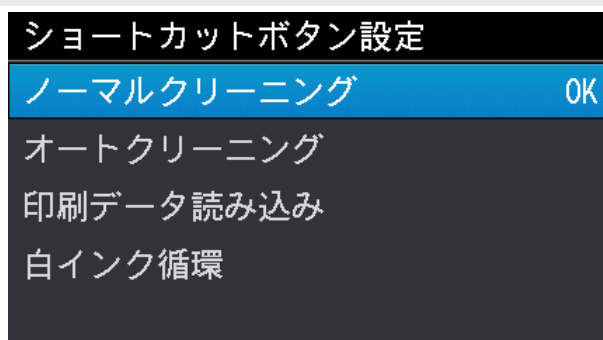 ショートカットボタン設定
ノーマルクリーニング OK
オートクリーニング
印刷データ読み込み
白インク循環